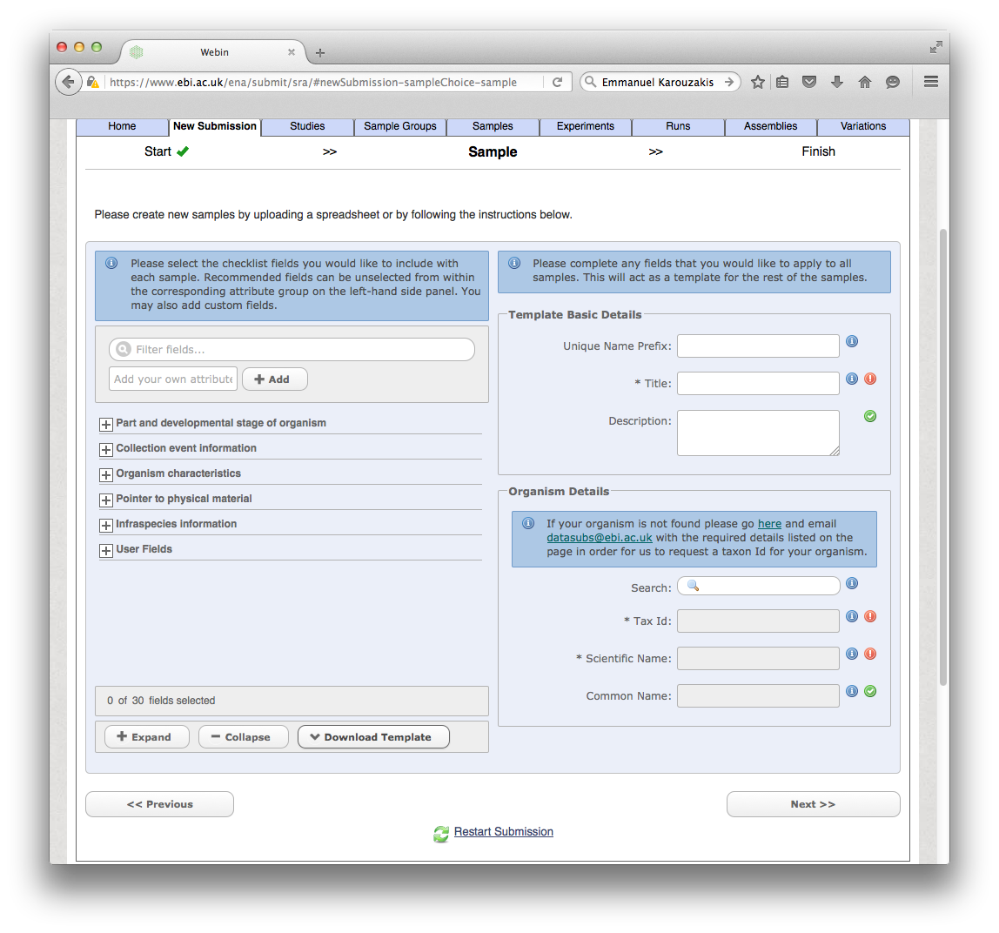 Webin
https://www.ebi.ac.uk/ena/submit/sra/#newSubmission-sampleChoice-sample
Emmanuel Karouzakis
Home
New Submission
Studies
Sample Groups
Samples
Experiments
Runs
Assemblies
Variations
Start
>>
Sample
>>
Finish
Please create new samples by uploading a spreadsheet or by following the instructions below.
Please select the checklist fields you would like to include with
each sample. Recommended fields can be unselected from within
the corresponding attribute group on the left-hand side panel. You
may also add custom fields.
Filter fields...
Add your own attribute
Add
Part and developmental stage of organism
Collection event information
Organism characteristics
Pointer to physical material
Infraspecies information
User Fields
0 of 30 fields selected
Expand
Collapse
Download Template
Please complete any fields that you would like to apply to all
samples. This will act as a template for the rest of the samples.
Template Basic Details
Unique Name Prefix:
* Title:
Description:
Organism Details
If your organism is not found please go here and email
datasubs@ebi.ac.uk with the required details listed on the
page in order for us to request a taxon Id for your organism.
Search:
* Tax Id:
* Scientific Name:
Common Name:
<< Previous
Next >>
Restart Submission